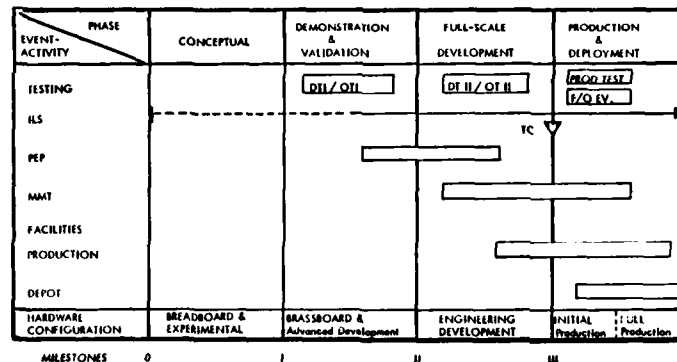 PHASE
EVENT-
ACTIVITY
CONCEPTUAL
DEMONSTRATION
&
VALIDATION
FULL-SCALE
DEVELOPMENT
PRODUCTION
&
DEPLOYMENT
TESTING
DTI / OTI
DT II / OT II
PROD TEST
F/O EV.
ILS
TC
PEP
MMT
FACILITIES
PRODUCTION
DEPOT
HARDWARE
CONFIGURATION
BREADBOARD &
EXPERIMENTAL
BRASSBOARD &
Advanced Development
ENGINEERING
DEVELOPMENT
INITIAL
Production
FULL
Production
MILESTONES 0 I II III